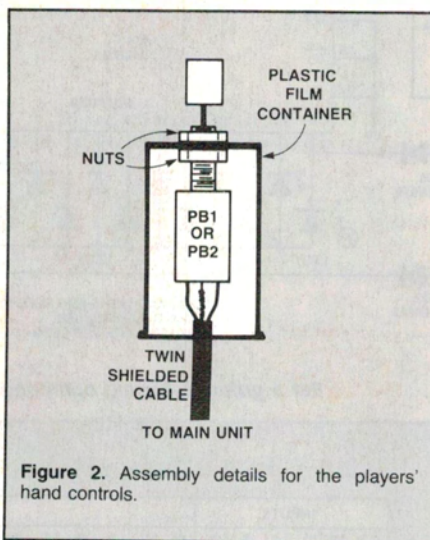 PLASTIC
FILM
CONTAINER
NUTS
PB1
OR
PB2
TWIN
SHIELDED
CABLE
TO MAIN UNIT
Figure 2. Assembly details for the players'
hand controls.